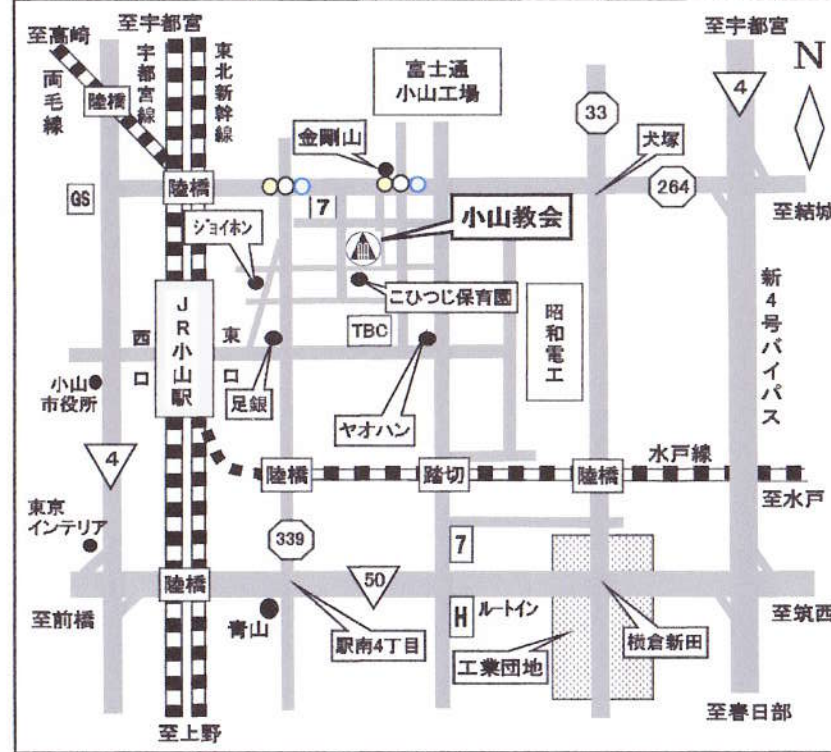 至宇都宮
至宇都宮
至高崎
宇都宮線
東北新幹線
両毛線
陸橋
富士通
小山工場
N
4
33
金剛山
犬塚
陸橋
GS
264
7
小山教会
至結城
ジョイホン
こひつじ保育園
新4号バイパス
JR小山駅
西口
東口
TBC
昭和電工
小山
市役所
足銀
ヤオハン
4
水戸線
陸橋
踏切
陸橋
至水戸
東京
インテリア
339
7
陸橋
50
至前橋
青山
駅南4丁目
H
ルートイン
工業団地
横倉新田
至筑西
至上野
至春日部